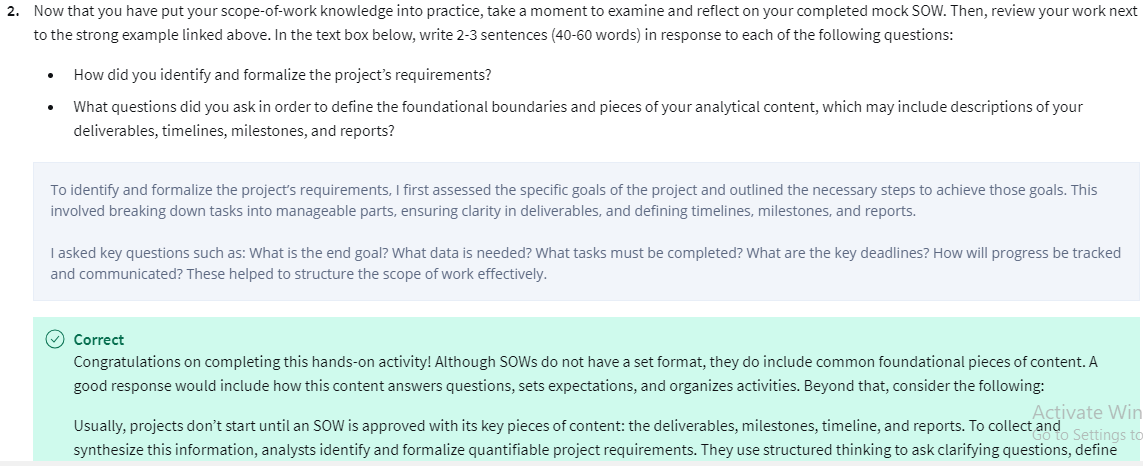 2. Now that you have put your scope-of-work knowledge into practice, take a moment to examine and reflect on your completed mock SOW. Then, review your work next
to the strong example linked above. In the text box below, write 2-3 sentences (40-60 words) in response to each of the following questions:
• How did you identify and formalize the project's requirements?
• What questions did you ask in order to define the foundational boundaries and pieces of your analytical content, which may include descriptions of your
deliverables, timelines, milestones, and reports?
To identify and formalize the project's requirements, I first assessed the specific goals of the project and outlined the necessary steps to achieve those goals. This
involved breaking down tasks into manageable parts, ensuring clarity in deliverables, and defining timelines, milestones, and reports.
I asked key questions such as: What is the end goal? What data is needed? What tasks must be completed? What are the key deadlines? How will progress be tracked
and communicated? These helped to structure the scope of work effectively.
Correct
Congratulations on completing this hands-on activity! Although SOWs do not have a set format, they do include common foundational pieces of content. A
good response would include how this content answers questions, sets expectations, and organizes activities. Beyond that, consider the following:
Usually, projects don't start until an SOW is approved with its key pieces of content: the deliverables, milestones, timeline, and reports. To collect and
synthesize this information, analysts identify and formalize quantifiable project requirements. They use structured thinking to ask clarifying questions, define
Activate Win
Go to Settings to